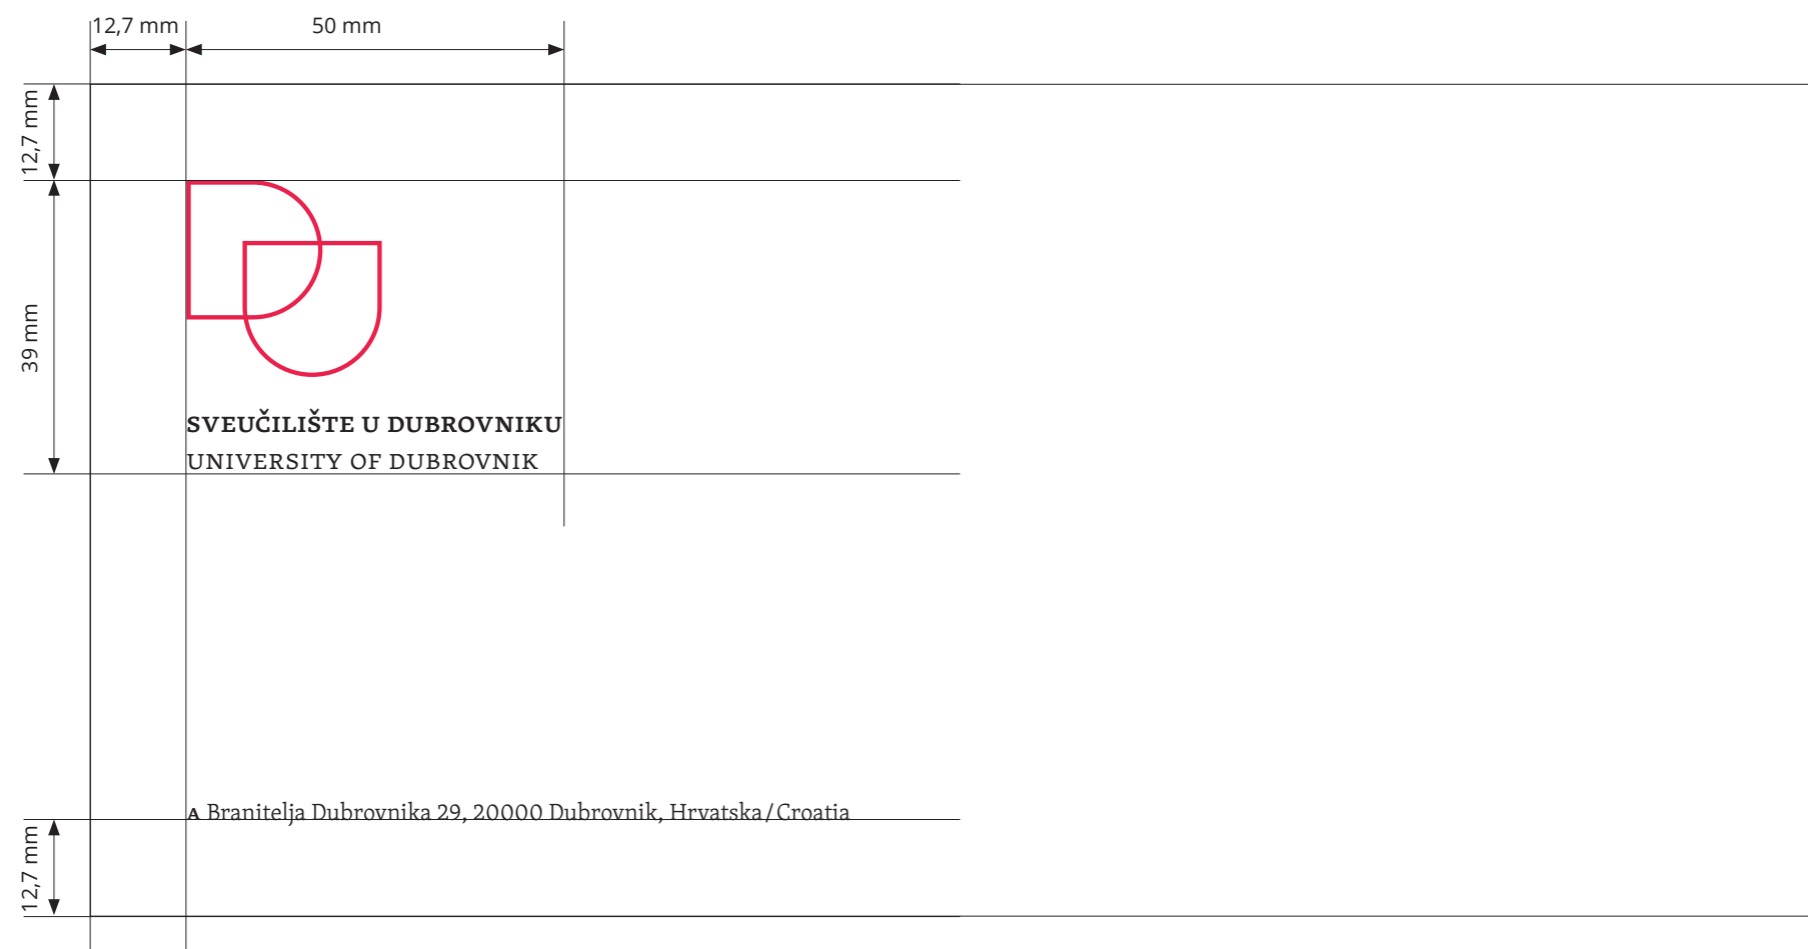 12,7 mm
50 mm
12,7 mm
39 mm
SVEUČILIŠTE U DUBROVNIKU
UNIVERSITY OF DUBROVNIK
A Branitelja Dubrovnika 29, 20000 Dubrovnik, Hrvatska/Croatia
12,7 mm